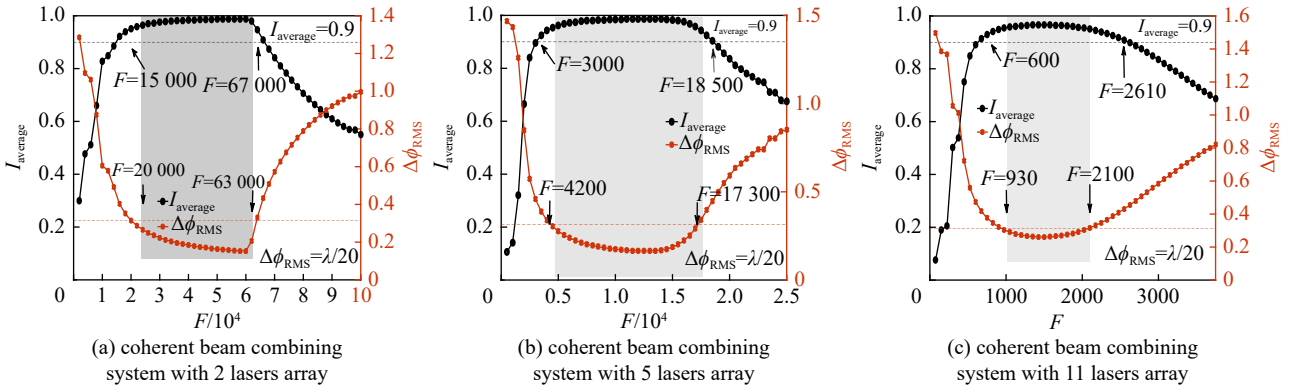 1.0
0.8
0.6
0.4
0.2
I_average
1.4
1.2
1.0
0.8
0.6
0.4
0.2
0
Δϕ_RMS
I_average=0.9
F=15 000
F=67 000
F=20 000
F=63 000
I_average
Δϕ_RMS
Δϕ_RMS=λ/20
0 1 2 3 4 5 6 7 8 9 10
F/10⁴
(a) coherent beam combining
system with 2 lasers array
1.0
0.8
0.6
0.4
0.2
I_average
1.5
1.0
0.5
0
Δϕ_RMS
I_average=0.9
F=3000
F=18 500
I_average
Δϕ_RMS
F=4200
F=17 300
Δϕ_RMS=λ/20
0 0.5 1.0 1.5 2.0 2.5
F/10⁴
(b) coherent beam combining
system with 5 lasers array
1.0
0.8
0.6
0.4
0.2
I_average
1.6
1.4
1.2
1.0
0.8
0.6
0.4
0.2
0
Δϕ_RMS
I_average=0.9
F=600
F=2610
I_average
Δϕ_RMS
F=930
F=2100
Δϕ_RMS=λ/20
0 1000 2000 3000
F
(c) coherent beam combining
system with 11 lasers array